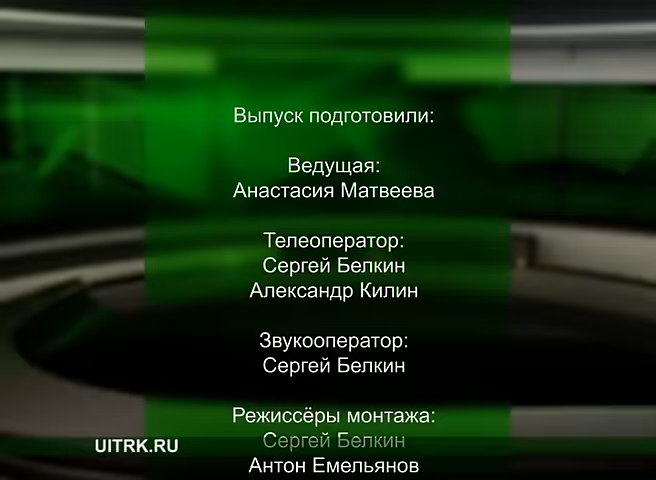 Выпуск подготовили:
Ведущая:
Анастасия Матвеева
Телеоператор:
Сергей Белкин
Александр Килин
Звукооператор:
Сергей Белкин
Режиссёры монтажа:
Сергей Белкин
UITRK.RU
Антон Емельянов